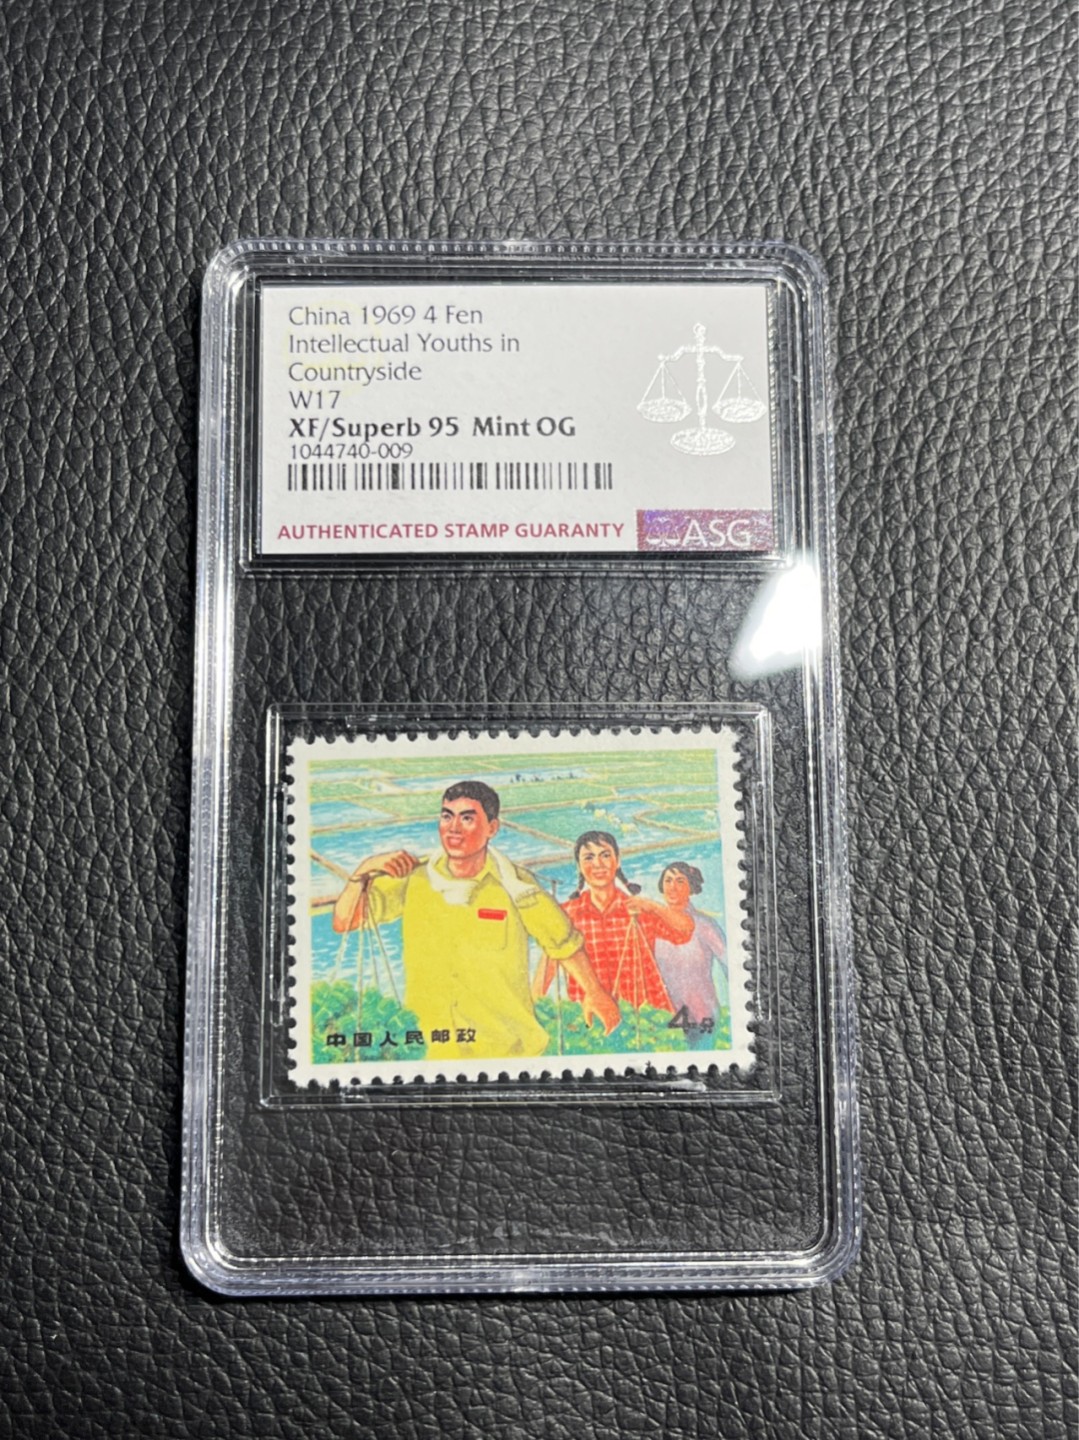 China 1969 4 Fen
Intellectual Youths in
Countryside
W17
XF/Superb 95 Mint OG
1044740-009
AUTHENTICATED STAMP GUARANTY ASG
中国人民邮政
4分